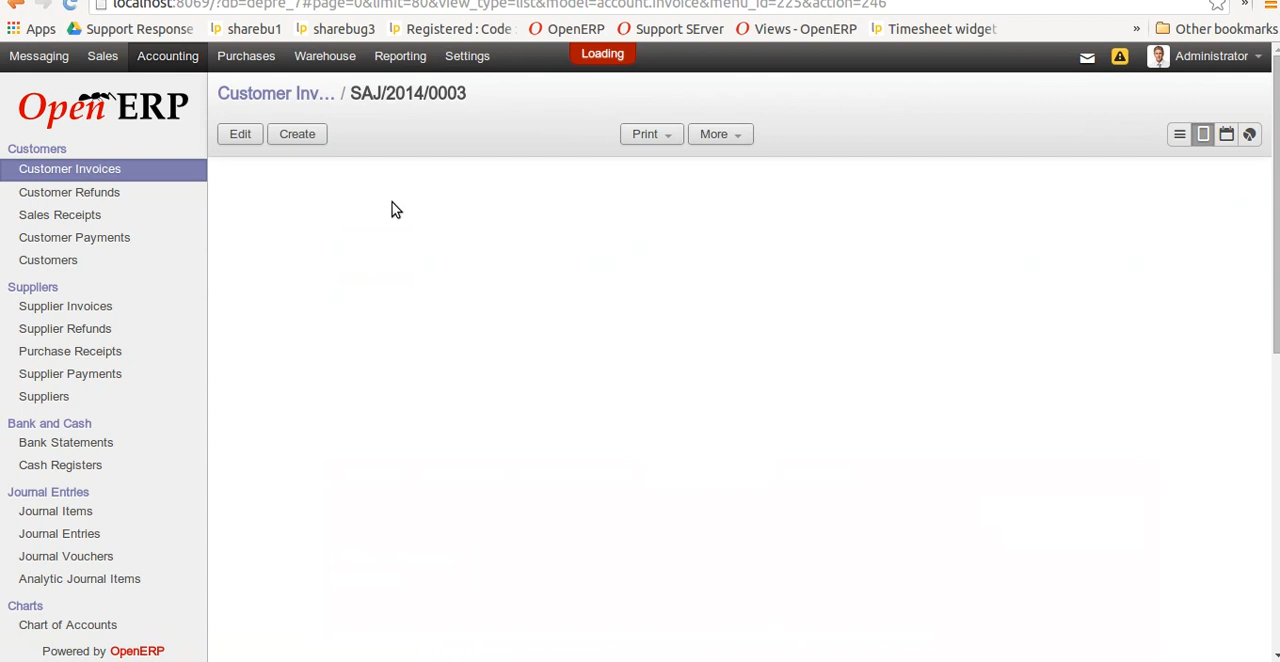 localhost:8069/?db=depre_7#page=0&limit=80&view_type=list&model=account.invoice&menu_id=225&action=246
Apps Support Response sharebu1 sharebug3 Registered : Code OpenERP Support SErver Views - OpenERP Timesheet widget » Other bookmarks
Messaging Sales Accounting Purchases Warehouse Reporting Settings Loading Administrator
Open ERP
Customer Inv... / SAJ/2014/0003
Edit Create Print More
Customers
Customer Invoices
Customer Refunds
Sales Receipts
Customer Payments
Customers
Suppliers
Supplier Invoices
Supplier Refunds
Purchase Receipts
Supplier Payments
Suppliers
Bank and Cash
Bank Statements
Cash Registers
Journal Entries
Journal Items
Journal Entries
Journal Vouchers
Analytic Journal Items
Charts
Chart of Accounts
Powered by OpenERP